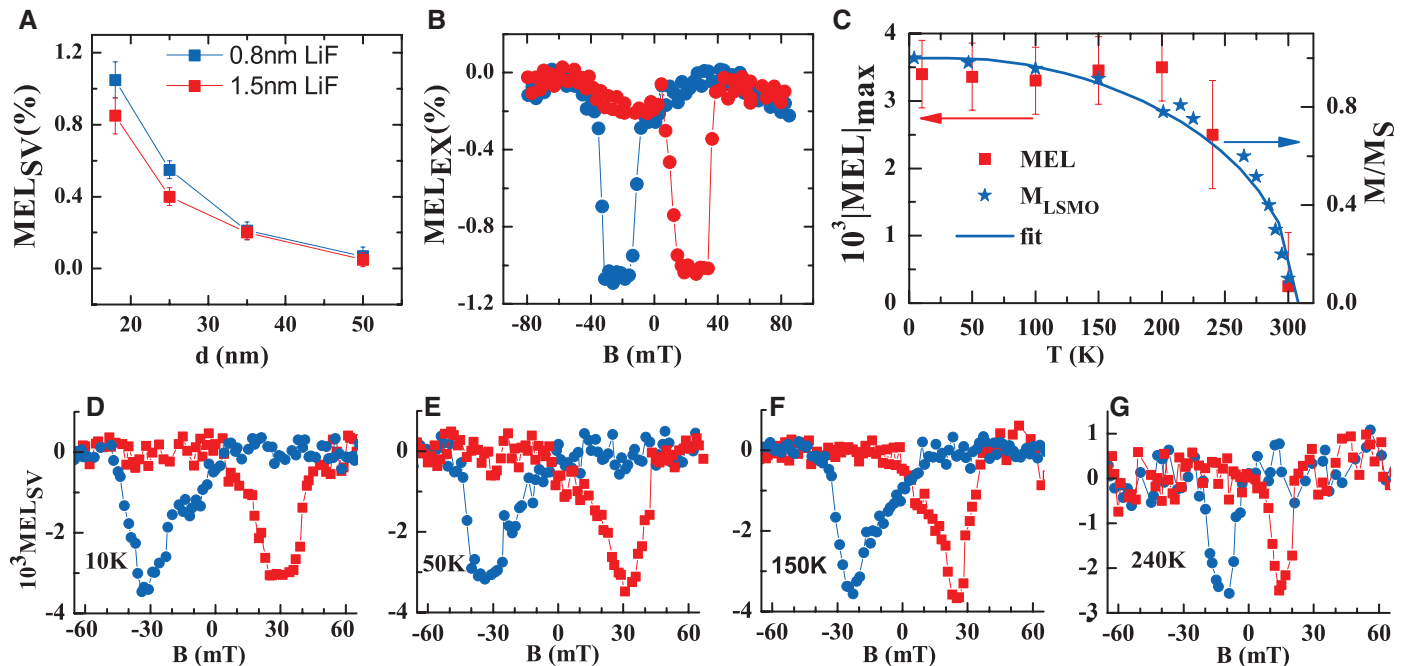 A
MEL_SV(%)
1.2
0.8
0.4
0.0
0.8nm LiF
1.5nm LiF
20
30
40
50
d (nm)
B
MEL_EX(%)
0.0
-0.4
-0.8
-1.2
-80
-40
0
40
80
B (mT)
C
10³|MEL|max
4
3
2
1
0
MEL
M_LSMO
fit
0.8
0.4
0.0
M/M_S
0
50
100
150
200
250
300
T (K)
D
10³MEL_SV
0
-2
-4
10K
-60
-30
0
30
60
B (mT)
E
0
-2
-4
50K
-60
-30
0
30
60
B (mT)
F
0
-2
-4
150K
-60
-30
0
30
60
B (mT)
G
1
0
-1
-2
-3
240K
-60
-30
0
30
60
B (mT)